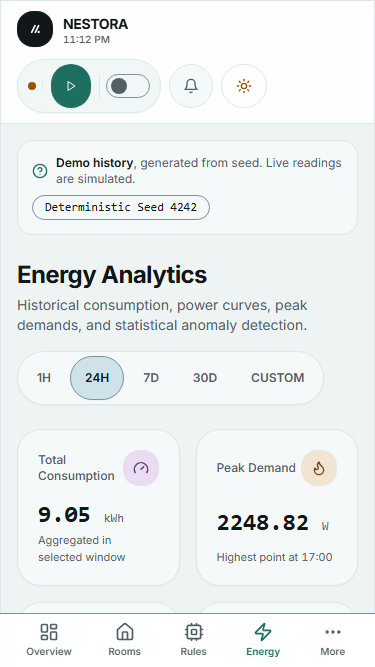 NESTORA
11:12 PM
Demo history, generated from seed. Live readings
are simulated.
Deterministic Seed 4242
Energy Analytics
Historical consumption, power curves, peak
demands, and statistical anomaly detection.
1H 24H 7D 30D CUSTOM
Total
Consumption
9.05 kWh
Aggregated in
selected window
Peak Demand
2248.82 W
Highest point at 17:00
Overview Rooms Rules Energy More